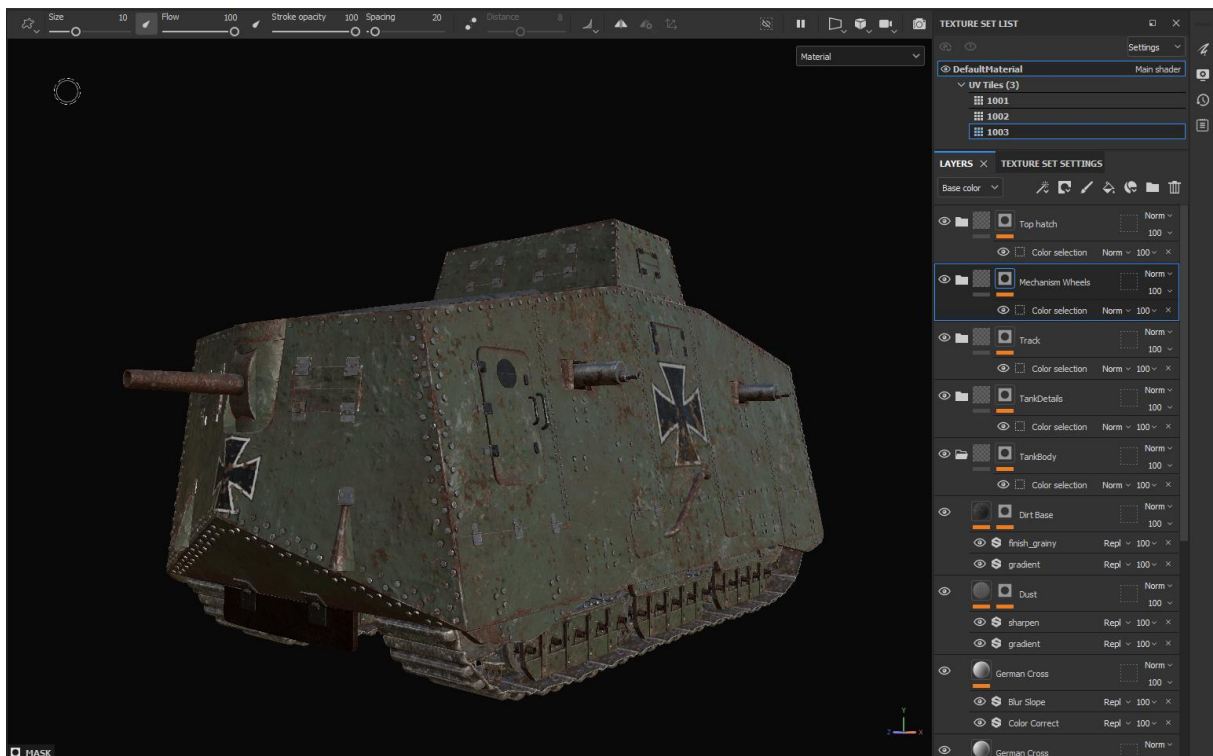 Size 10 Flow 100 Stroke opacity 100 Spacing 20 Distance 8
Material
TEXTURE SET LIST
Settings
DefaultMaterial Main shader
UV Tiles (3)
1001
1002
1003
LAYERS TEXTURE SET SETTINGS
Base color
Top hatch Norm 100
Color selection Norm 100
Mechanism Wheels Norm 100
Color selection Norm 100
Track Norm 100
Color selection Norm 100
TankDetails Norm 100
Color selection Norm 100
TankBody Norm 100
Color selection Norm 100
Dirt Base Norm 100
finish_grainy Repl 100
gradient Repl 100
Dust Norm 100
sharpen Repl 100
gradient Repl 100
German Cross Norm 100
Blur Slope Repl 100
Color Correct Repl 100
German Cross Norm
Y
Z X
MASK